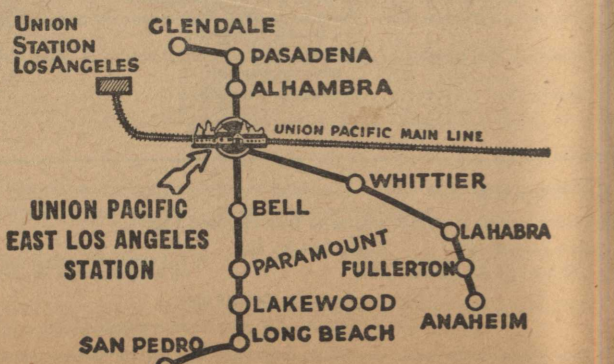 UNION
STATION
LOS ANGELES
GLENDALE
PASADENA
ALHAMBRA
UNION PACIFIC MAIN LINE
WHITTIER
UNION PACIFIC
EAST LOS ANGELES
STATION
BELL
LA HABRA
PARAMOUNT
FULLERTON
LAKEWOOD
ANAHEIM
SAN PEDRO
LONG BEACH